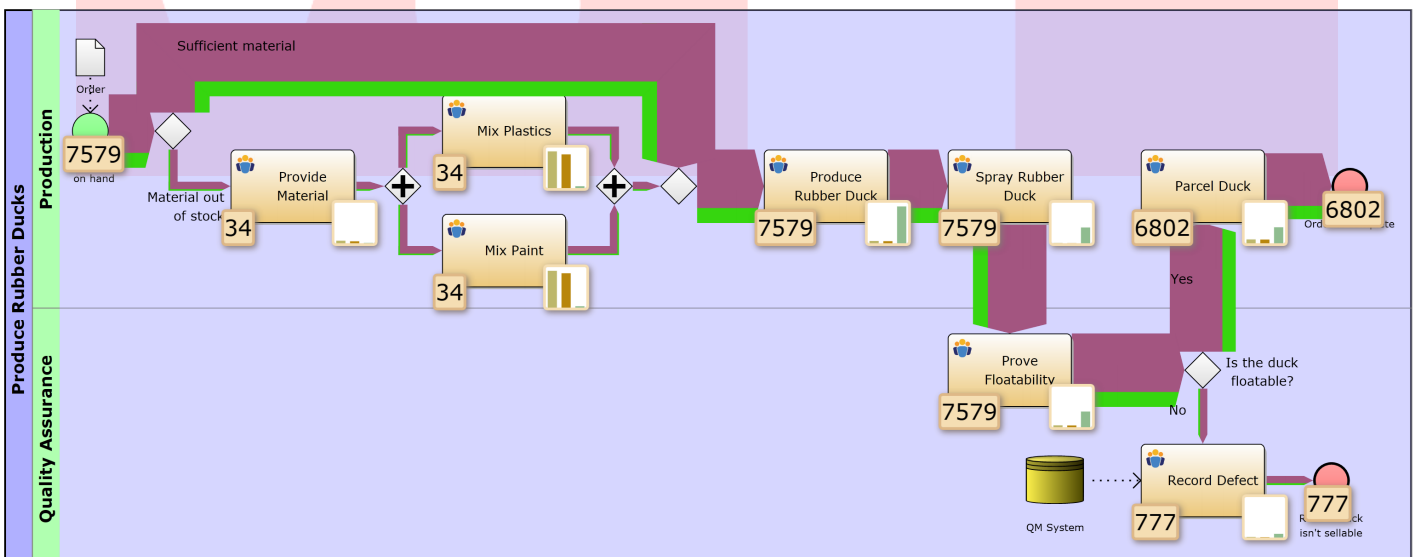 Produce Rubber Ducks
Production
Sufficient material
Order
7579
on hand
Material out
of stock
Provide
Material
34
Mix Plastics
34
Mix Paint
34
Produce
Rubber Duck
7579
Spray Rubber
Duck
7579
Parcel Duck
6802
6802
Yes
Quality Assurance
Prove
Floatability
7579
Is the duck
floatable?
No
QM System
Record Defect
777
777
isn't sellable